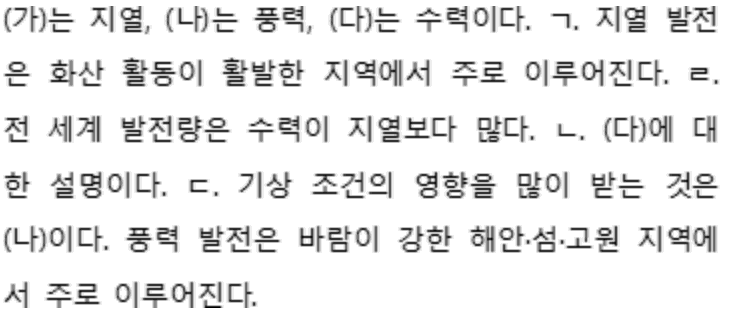 (가)는 지열, (나)는 풍력, (다)는 수력이다. ㄱ. 지열 발전
은 화산 활동이 활발한 지역에서 주로 이루어진다. ㄹ.
전 세계 발전량은 수력이 지열보다 많다. ㄴ. (다)에 대
한 설명이다. ㄷ. 기상 조건의 영향을 많이 받는 것은
(나)이다. 풍력 발전은 바람이 강한 해안·섬·고원 지역에
서 주로 이루어진다.